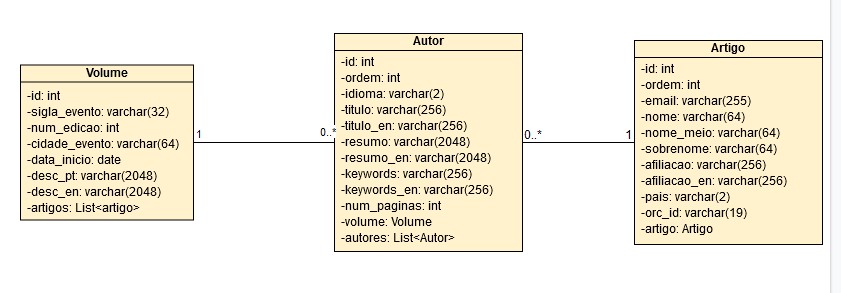 Volume
-id: int
-sigla_evento: varchar(32)
-num_edicao: int
-cidade_evento: varchar(64)
-data_inicio: date
-desc_pt: varchar(2048)
-desc_en: varchar(2048)
-artigos: List<artigo>
1
0..*
Autor
-id: int
-ordem: int
-idioma: varchar(2)
-titulo: varchar(256)
-titulo_en: varchar(256)
-resumo: varchar(2048)
-resumo_en: varchar(2048)
-keywords: varchar(256)
-keywords_en: varchar(256)
-num_paginas: int
-volume: Volume
-autores: List<Autor>
0..*
1
Artigo
-id: int
-ordem: int
-email: varchar(255)
-nome: varchar(64)
-nome_meio: varchar(64)
-sobrenome: varchar(64)
-afiliacao: varchar(256)
-afiliacao_en: varchar(256)
-pais: varchar(2)
-orc_id: varchar(19)
-artigo: Artigo